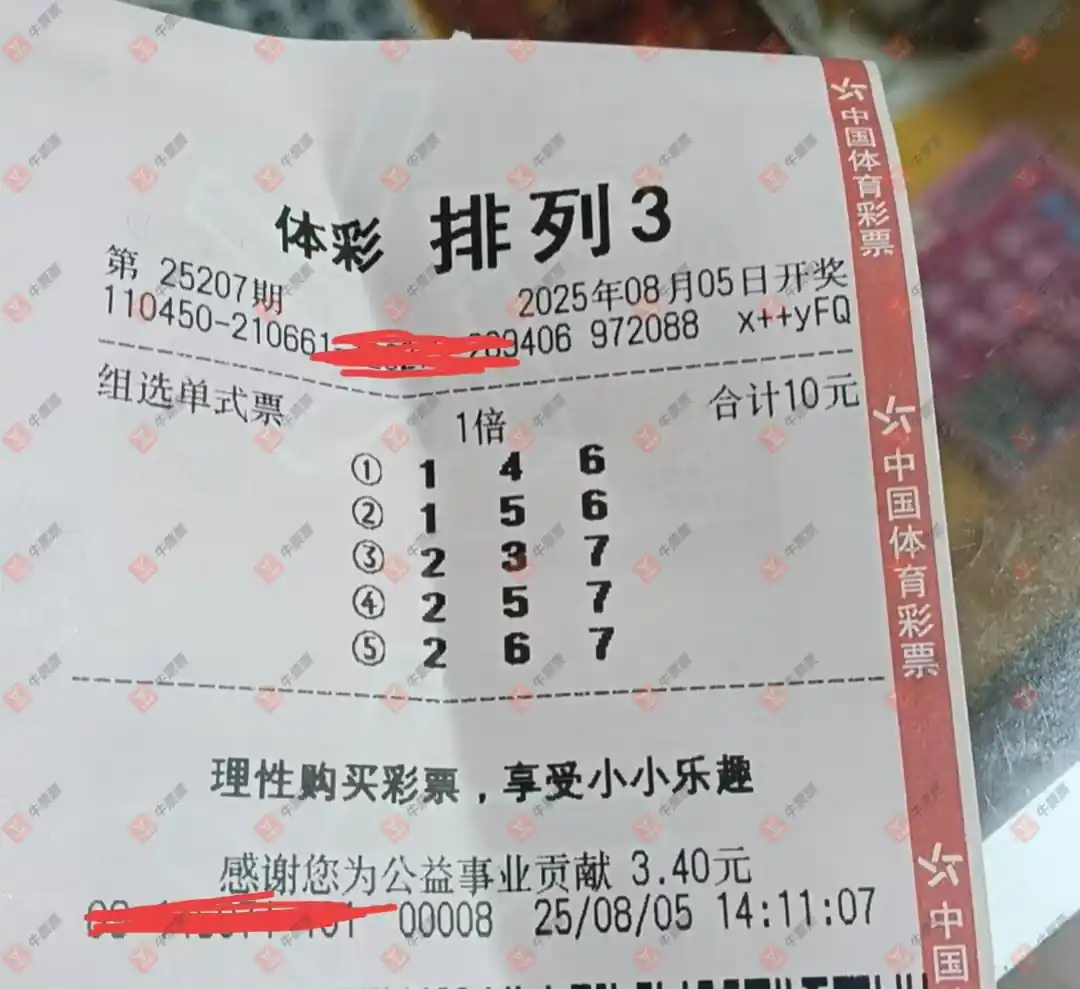 体彩 排列3
第 25207期 2025年08月05日开奖
110450-210661- 406 972088 x++yFQ
组选单式票 1倍 合计10元
① 1 4 6
② 1 5 6
③ 2 3 7
④ 2 5 7
⑤ 2 6 7
理性购买彩票，享受小小乐趣
感谢您为公益事业贡献 3.40元
00008 25/08/05 14:11:07
中国体育彩票
中国体育彩票
中国